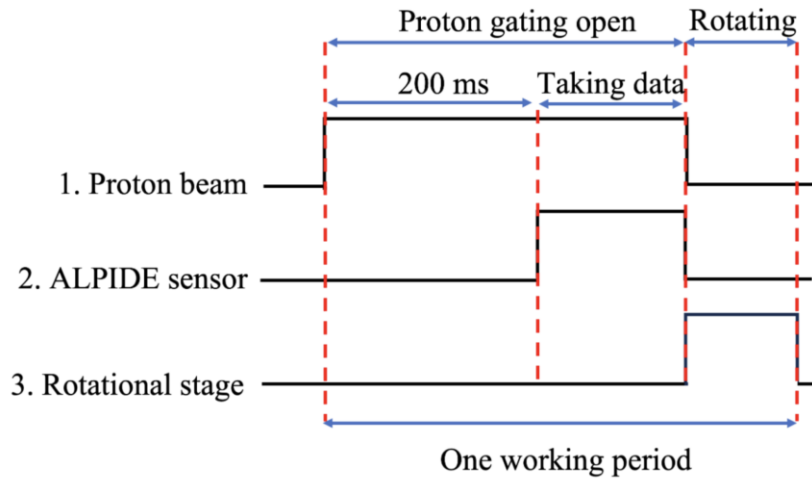 Proton gating open
Rotating
200 ms
Taking data
1. Proton beam
2. ALPIDE sensor
3. Rotational stage
One working period